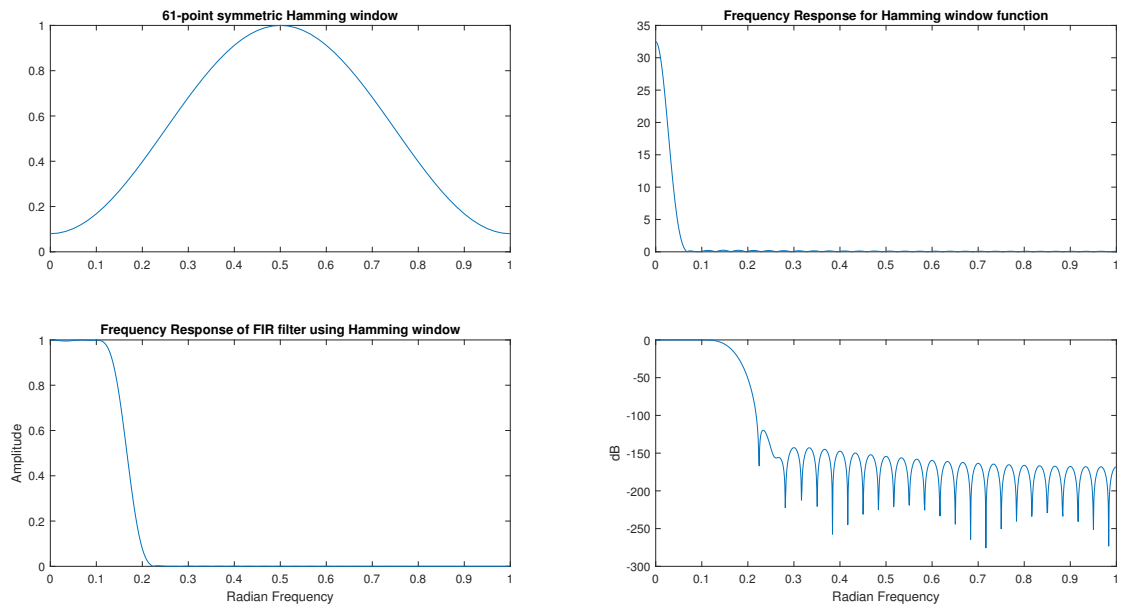 61-point symmetric Hamming window
1
0.8
0.6
0.4
0.2
0
0 0.1 0.2 0.3 0.4 0.5 0.6 0.7 0.8 0.9 1
Frequency Response for Hamming window function
35
30
25
20
15
10
5
0
0 0.1 0.2 0.3 0.4 0.5 0.6 0.7 0.8 0.9 1
Frequency Response of FIR filter using Hamming window
Amplitude
1
0.8
0.6
0.4
0.2
0
0 0.1 0.2 0.3 0.4 0.5 0.6 0.7 0.8 0.9 1
Radian Frequency
dB
0
-50
-100
-150
-200
-250
-300
0 0.1 0.2 0.3 0.4 0.5 0.6 0.7 0.8 0.9 1
Radian Frequency